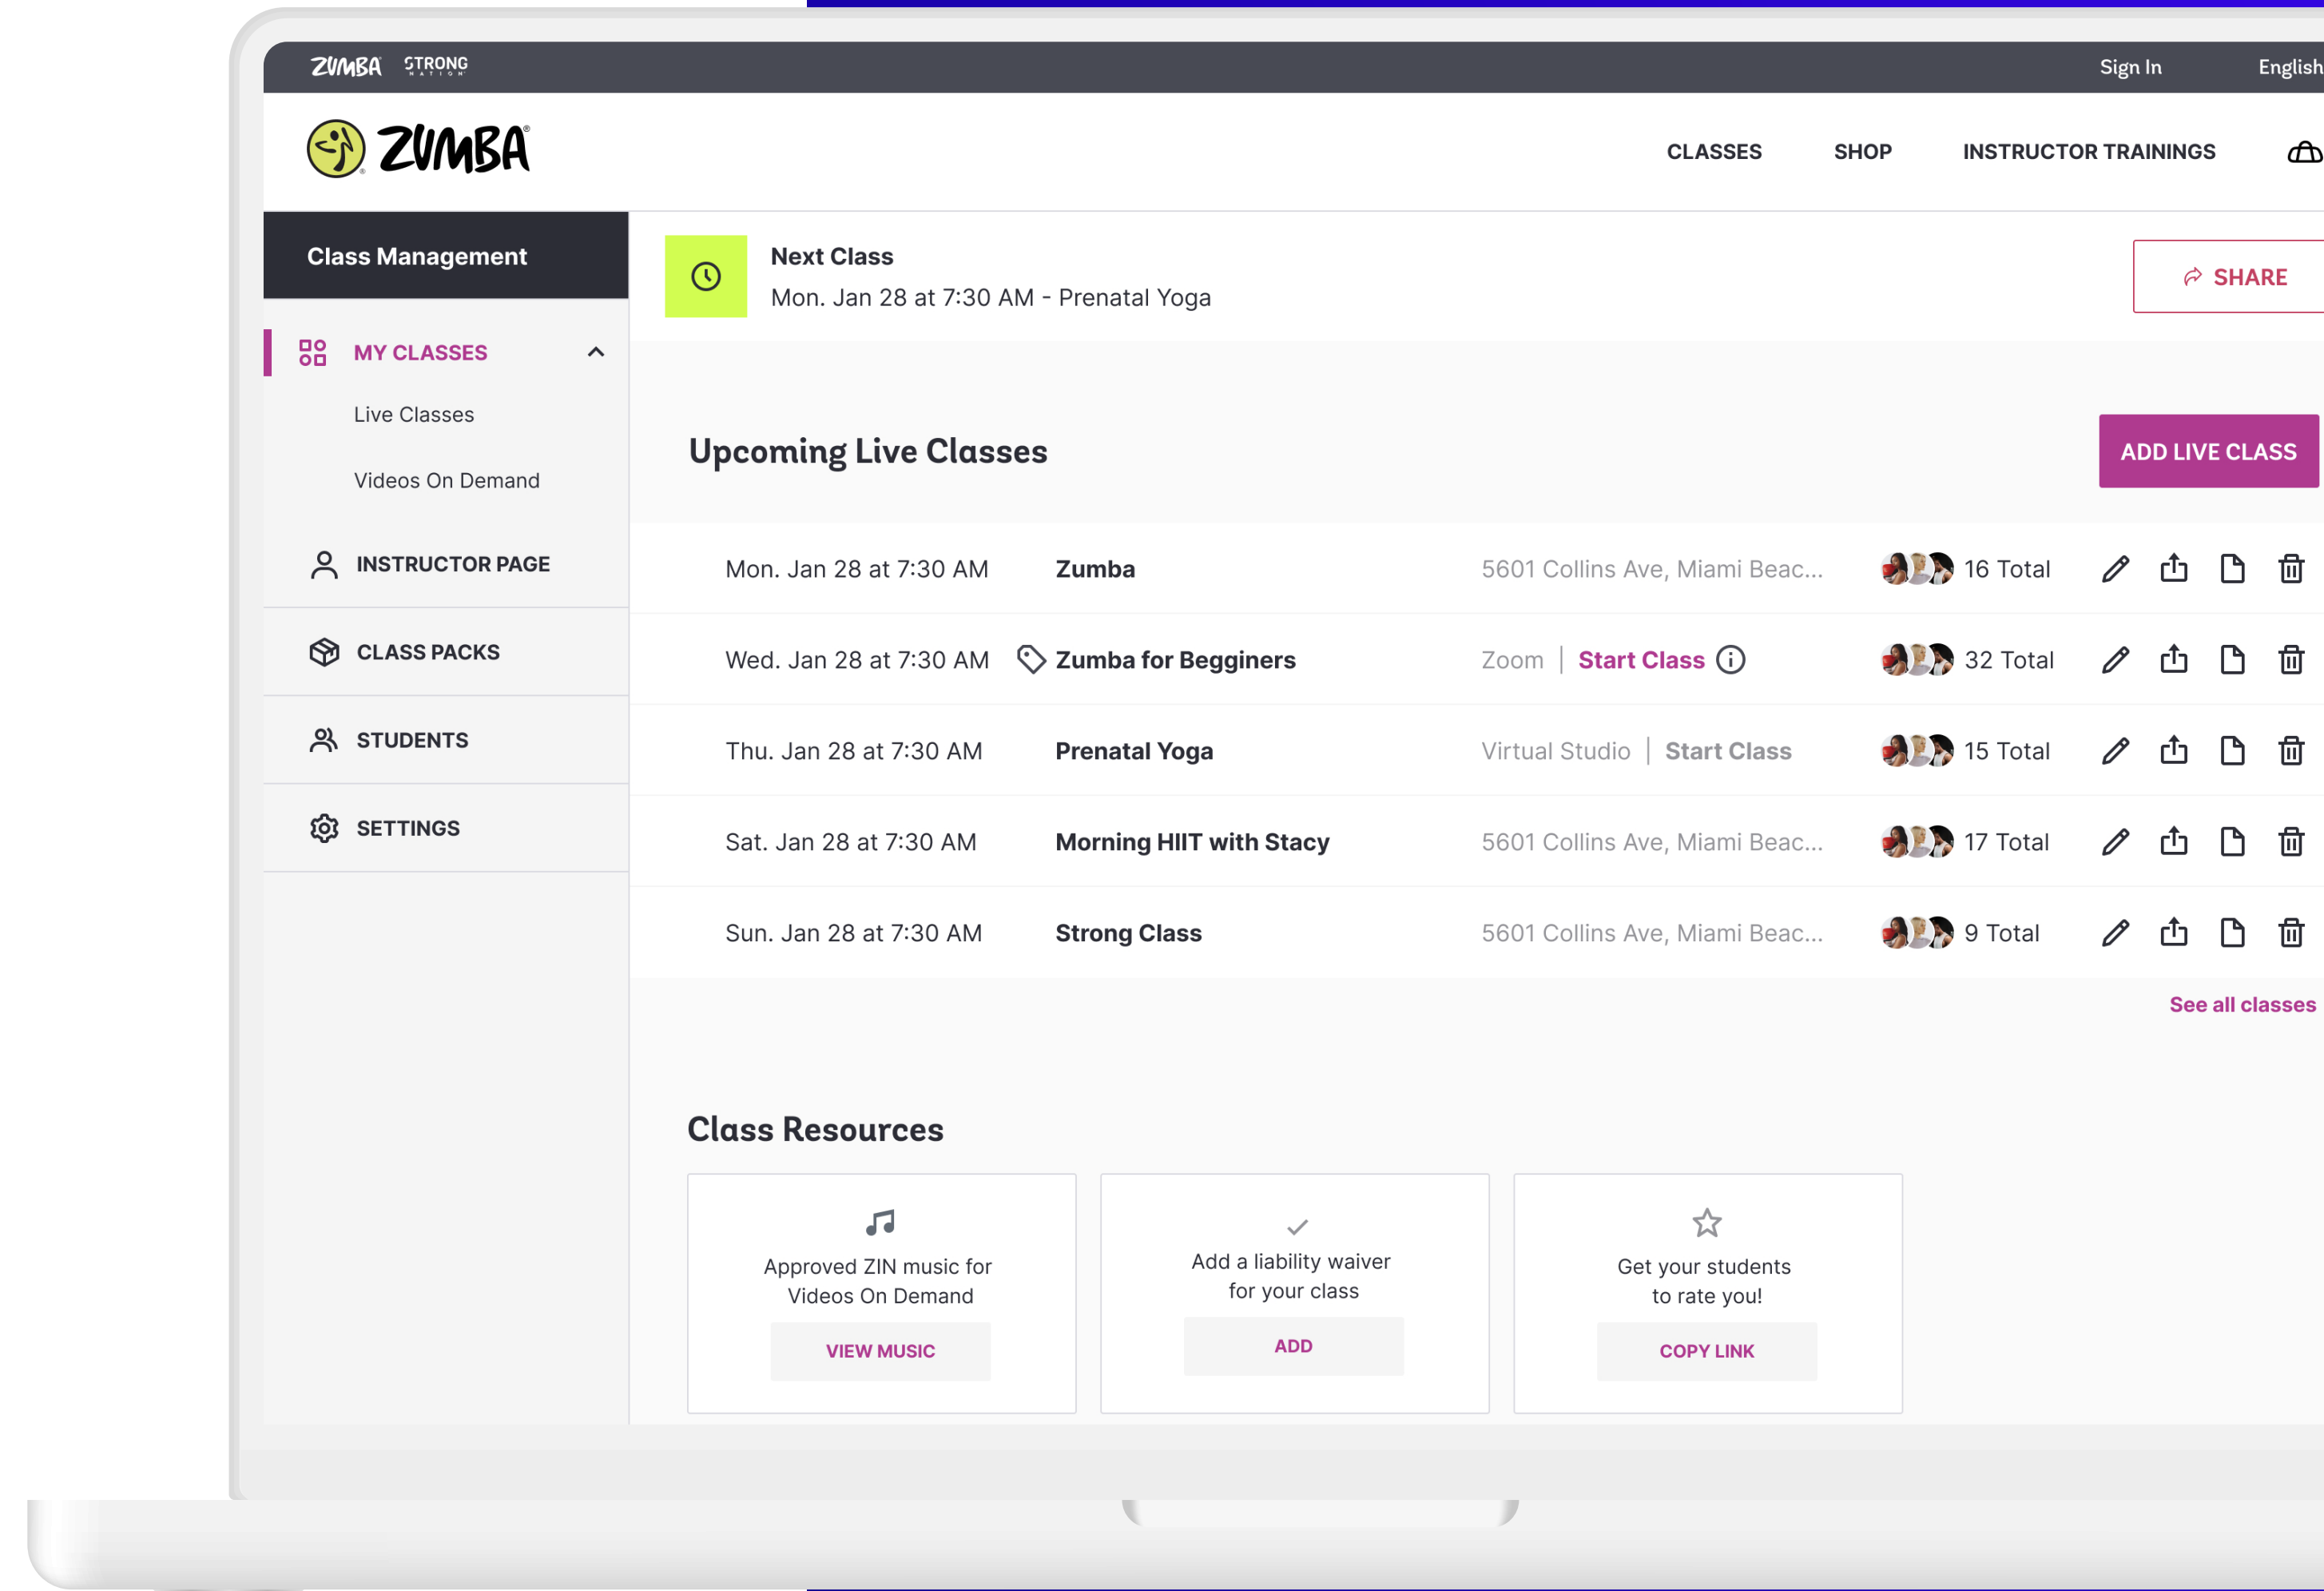 ZUMBA STRONG NATION Sign In English
ZUMBA CLASSES SHOP INSTRUCTOR TRAININGS
Class Management
Next Class
Mon. Jan 28 at 7:30 AM - Prenatal Yoga
SHARE
MY CLASSES
Live Classes
Videos On Demand
INSTRUCTOR PAGE
CLASS PACKS
STUDENTS
SETTINGS
Upcoming Live Classes
ADD LIVE CLASS
Mon. Jan 28 at 7:30 AM Zumba 5601 Collins Ave, Miami Beac... 16 Total
Wed. Jan 28 at 7:30 AM Zumba for Begginers Zoom | Start Class 32 Total
Thu. Jan 28 at 7:30 AM Prenatal Yoga Virtual Studio | Start Class 15 Total
Sat. Jan 28 at 7:30 AM Morning HIIT with Stacy 5601 Collins Ave, Miami Beac... 17 Total
Sun. Jan 28 at 7:30 AM Strong Class 5601 Collins Ave, Miami Beac... 9 Total
See all classes
Class Resources
Approved ZIN music for
Videos On Demand
VIEW MUSIC
Add a liability waiver
for your class
ADD
Get your students
to rate you!
COPY LINK